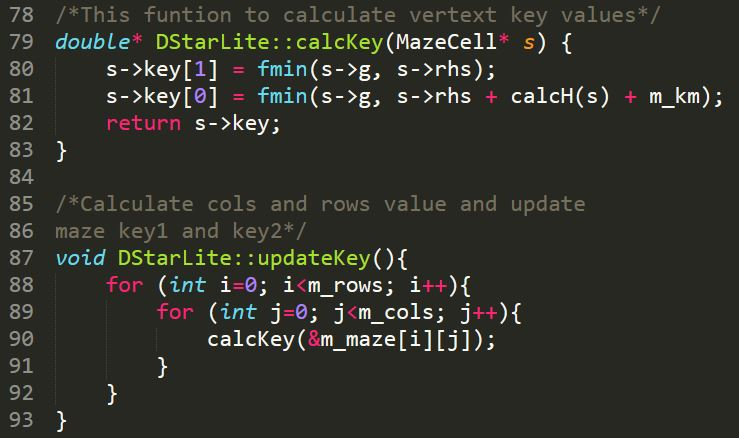 78 /*This funtion to calculate vertext key values*/
79 double* DStarLite::calcKey(MazeCell* s) {
80     s->key[1] = fmin(s->g, s->rhs);
81     s->key[0] = fmin(s->g, s->rhs + calcH(s) + m_km);
82     return s->key;
83 }
84
85 /*Calculate cols and rows value and update
86 maze key1 and key2*/
87 void DStarLite::updateKey(){
88     for (int i=0; i<m_rows; i++){
89         for (int j=0; j<m_cols; j++){
90             calcKey(&m_maze[i][j]);
91         }
92     }
93 }